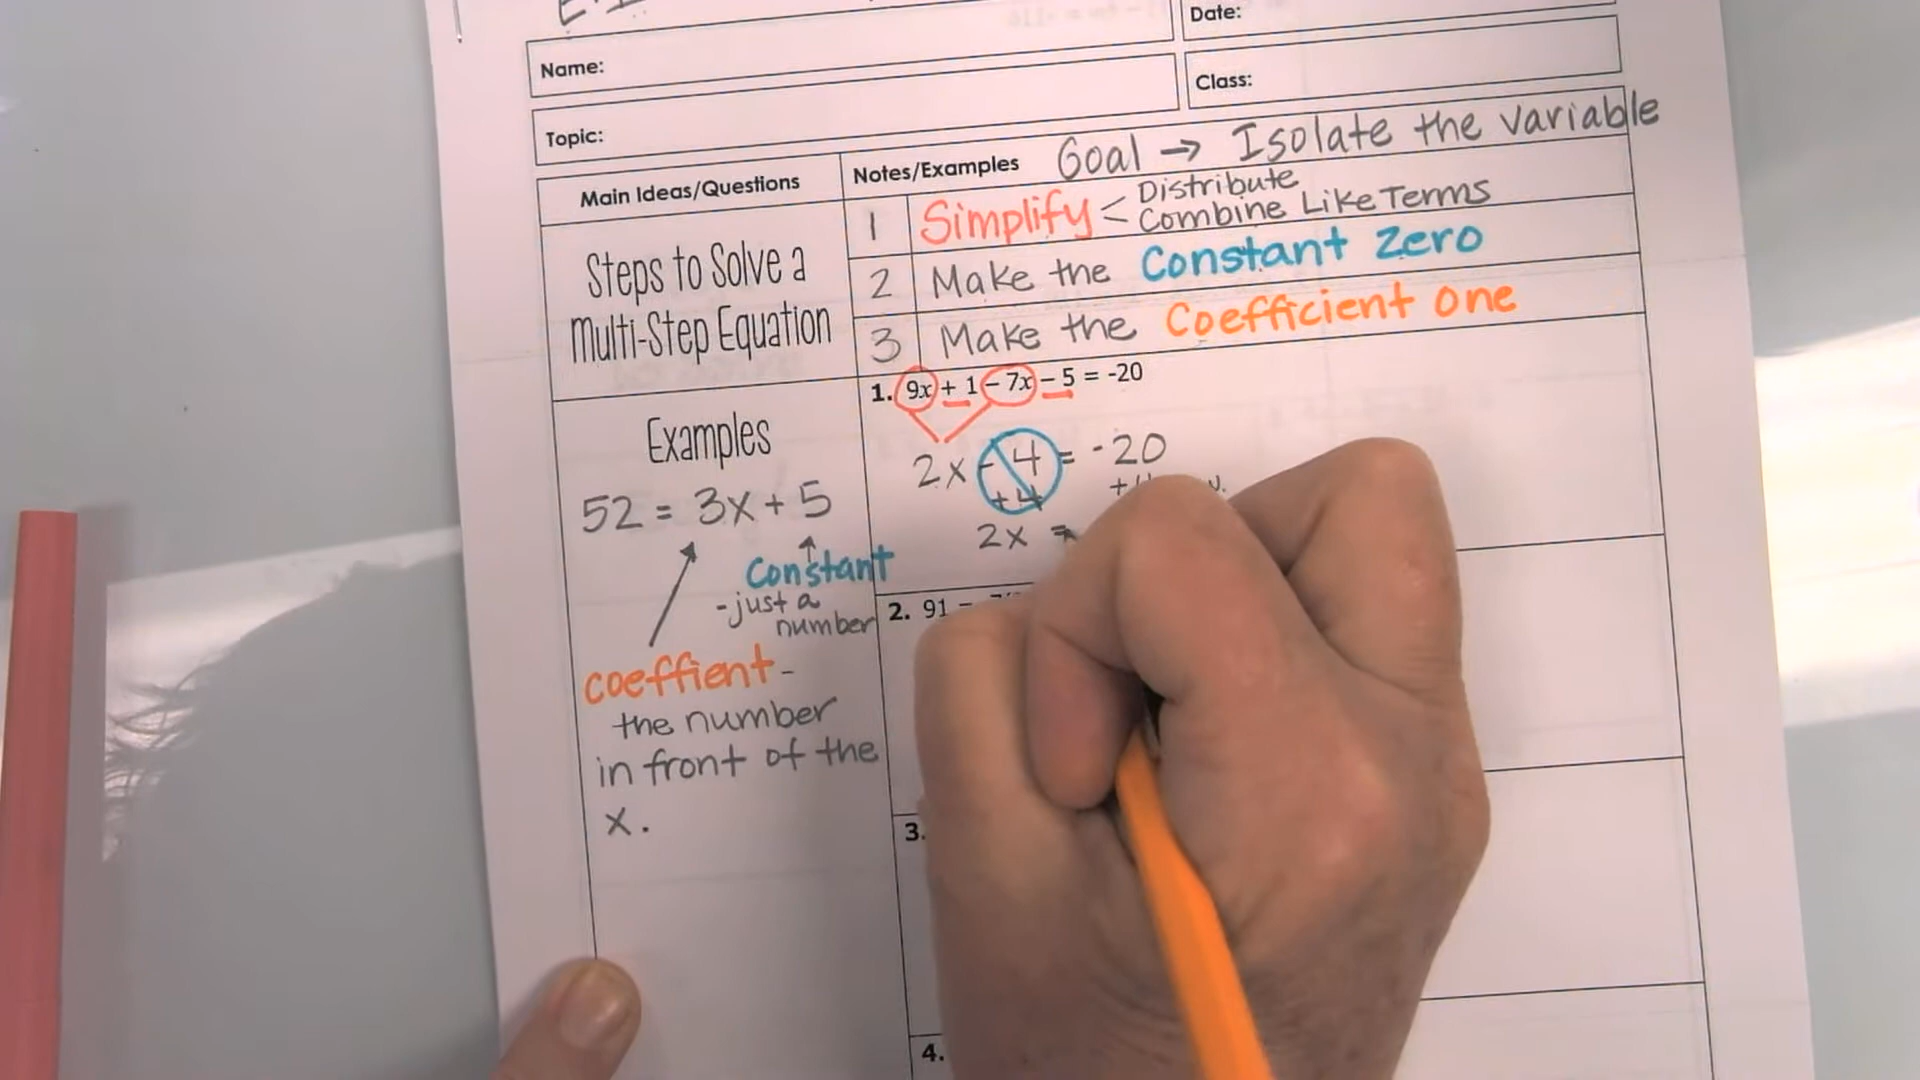 Name:
Date:
Topic:
Class:
Main Ideas/Questions
Notes/Examples Goal → Isolate the variable
Steps to Solve a
Multi-Step Equation
1 Simplify < Distribute
Combine Like Terms
2 Make the Constant Zero
3 Make the Coefficient One
Examples
52 = 3x + 5
Constant
- just a
number
coeffient -
the number
in front of the
x.
1. 9x + 1 - 7x - 5 = -20
2x - 4 = -20
+4
2x =
2. 91
3.
4.